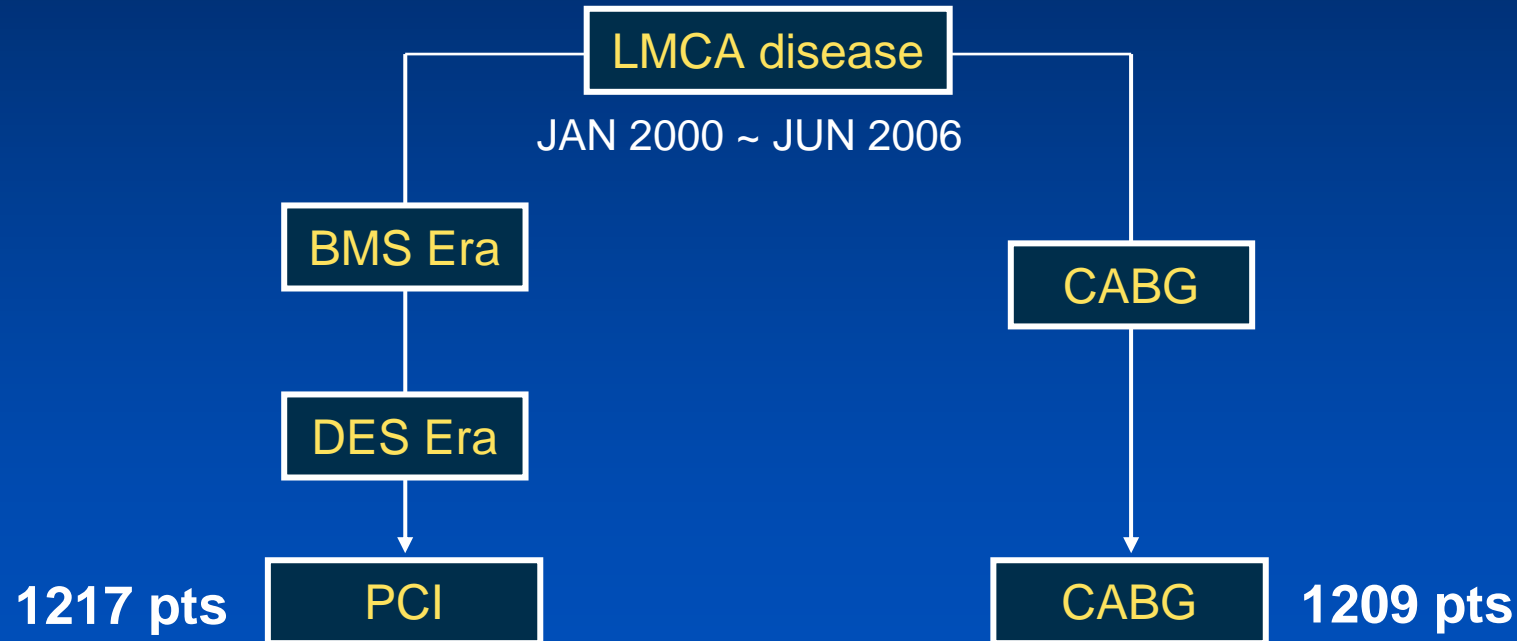 LMCA disease
JAN 2000 ~ JUN 2006
BMS Era
CABG
DES Era
1217 pts
PCI
CABG
1209 pts